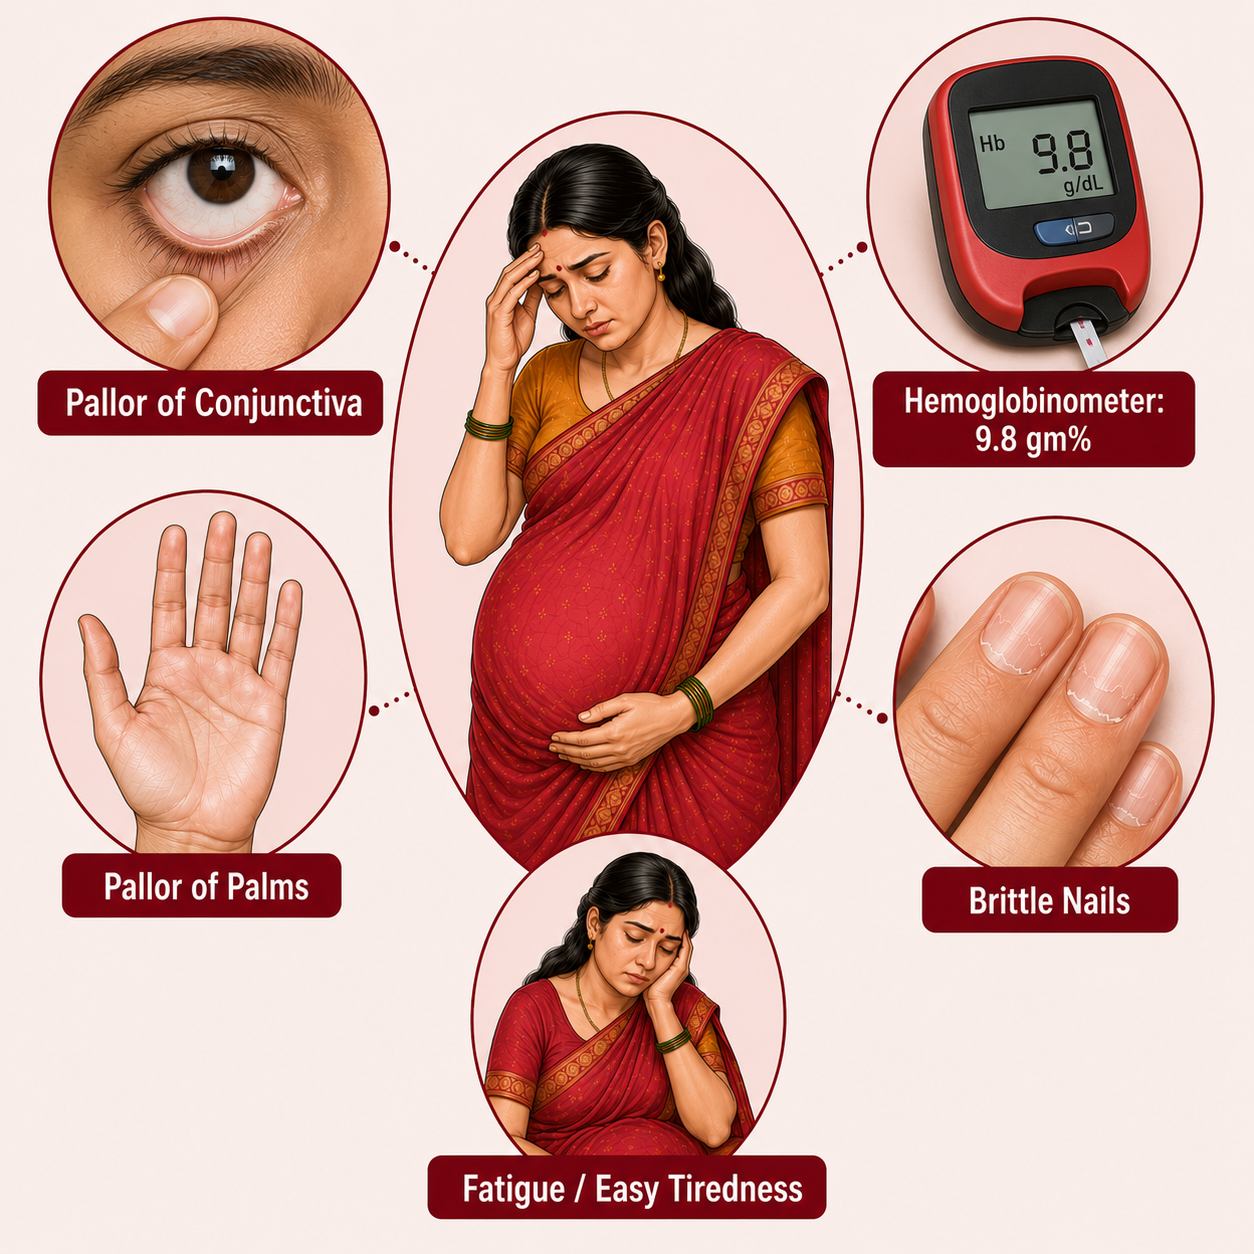 Hb 9.8
g/dL
Pallor of Conjunctiva
Hemoglobinometer:
9.8 gm%
Pallor of Palms
Brittle Nails
Fatigue / Easy Tiredness